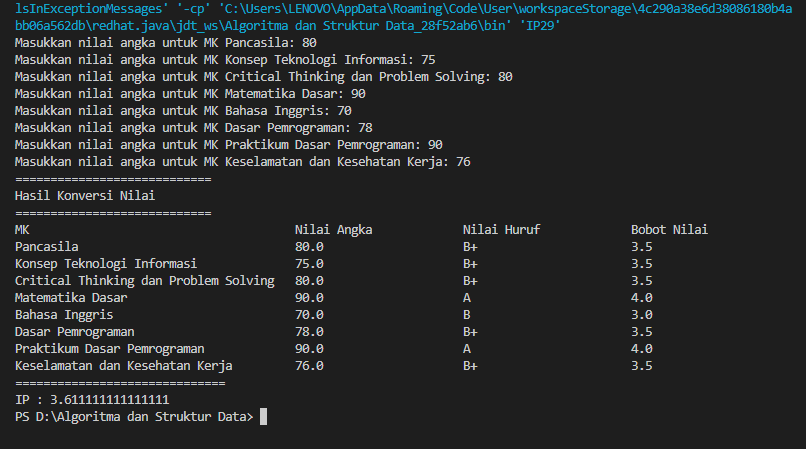 lsInExceptionMessages' '-cp' 'C:\Users\LENOVO\AppData\Roaming\Code\User\workspaceStorage\4c290a38e6d38086180b4a
bb06a562db\redhat.java\jdt_ws\Algoritma dan Struktur Data_28f52ab6\bin' 'IP29'
Masukkan nilai angka untuk MK Pancasila: 80
Masukkan nilai angka untuk MK Konsep Teknologi Informasi: 75
Masukkan nilai angka untuk MK Critical Thinking dan Problem Solving: 80
Masukkan nilai angka untuk MK Matematika Dasar: 90
Masukkan nilai angka untuk MK Bahasa Inggris: 70
Masukkan nilai angka untuk MK Dasar Pemrograman: 78
Masukkan nilai angka untuk MK Praktikum Dasar Pemrograman: 90
Masukkan nilai angka untuk MK Keselamatan dan Kesehatan Kerja: 76
============================
Hasil Konversi Nilai
============================
MK Nilai Angka Nilai Huruf Bobot Nilai
Pancasila 80.0 B+ 3.5
Konsep Teknologi Informasi 75.0 B+ 3.5
Critical Thinking dan Problem Solving 80.0 B+ 3.5
Matematika Dasar 90.0 A 4.0
Bahasa Inggris 70.0 B 3.0
Dasar Pemrograman 78.0 B+ 3.5
Praktikum Dasar Pemrograman 90.0 A 4.0
Keselamatan dan Kesehatan Kerja 76.0 B+ 3.5
==============================
IP : 3.611111111111111
PS D:\Algoritma dan Struktur Data>